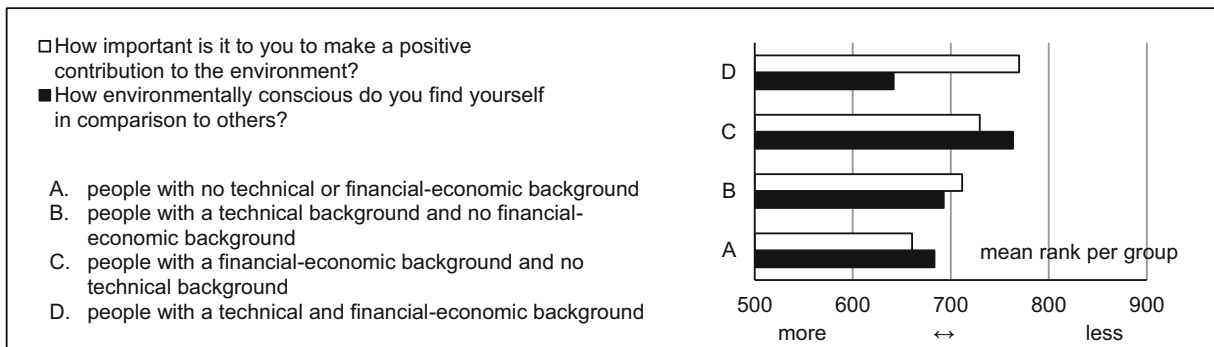 How important is it to you to make a positive
contribution to the environment?
How environmentally conscious do you find yourself
in comparison to others?
A. people with no technical or financial-economic background
B. people with a technical background and no financial-
economic background
C. people with a financial-economic background and no
technical background
D. people with a technical and financial-economic background
D
C
B
A
mean rank per group
500 600 700 800 900
more ↔ less